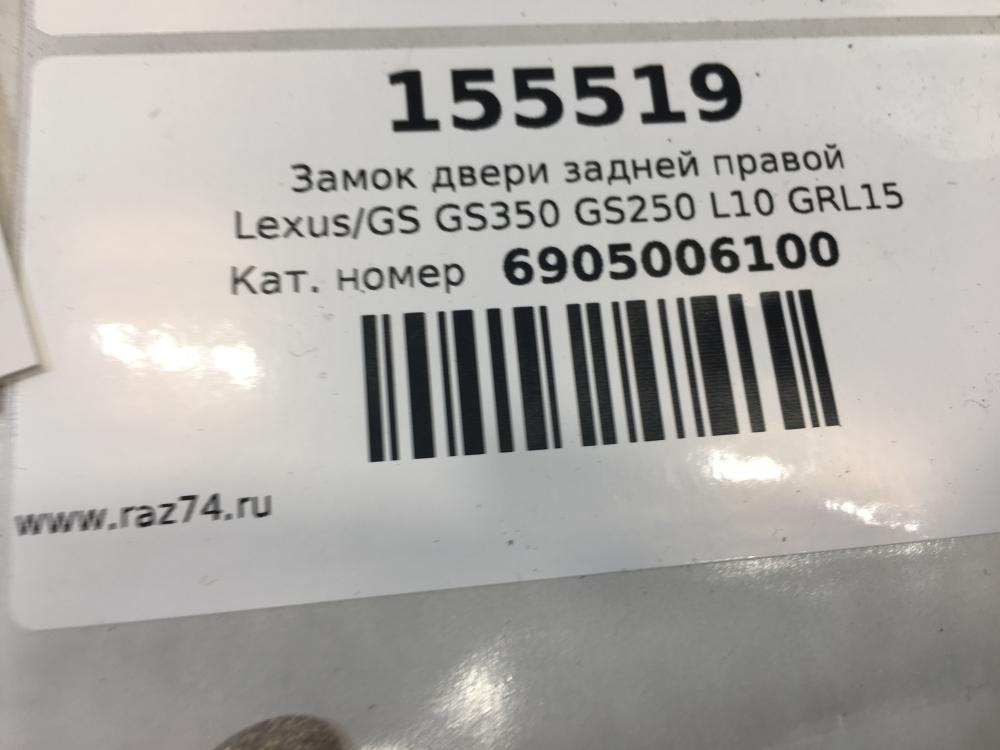 155519
Замок двери задней правой
Lexus/GS GS350 GS250 L10 GRL15
Кат. номер 6905006100
www.raz74.ru